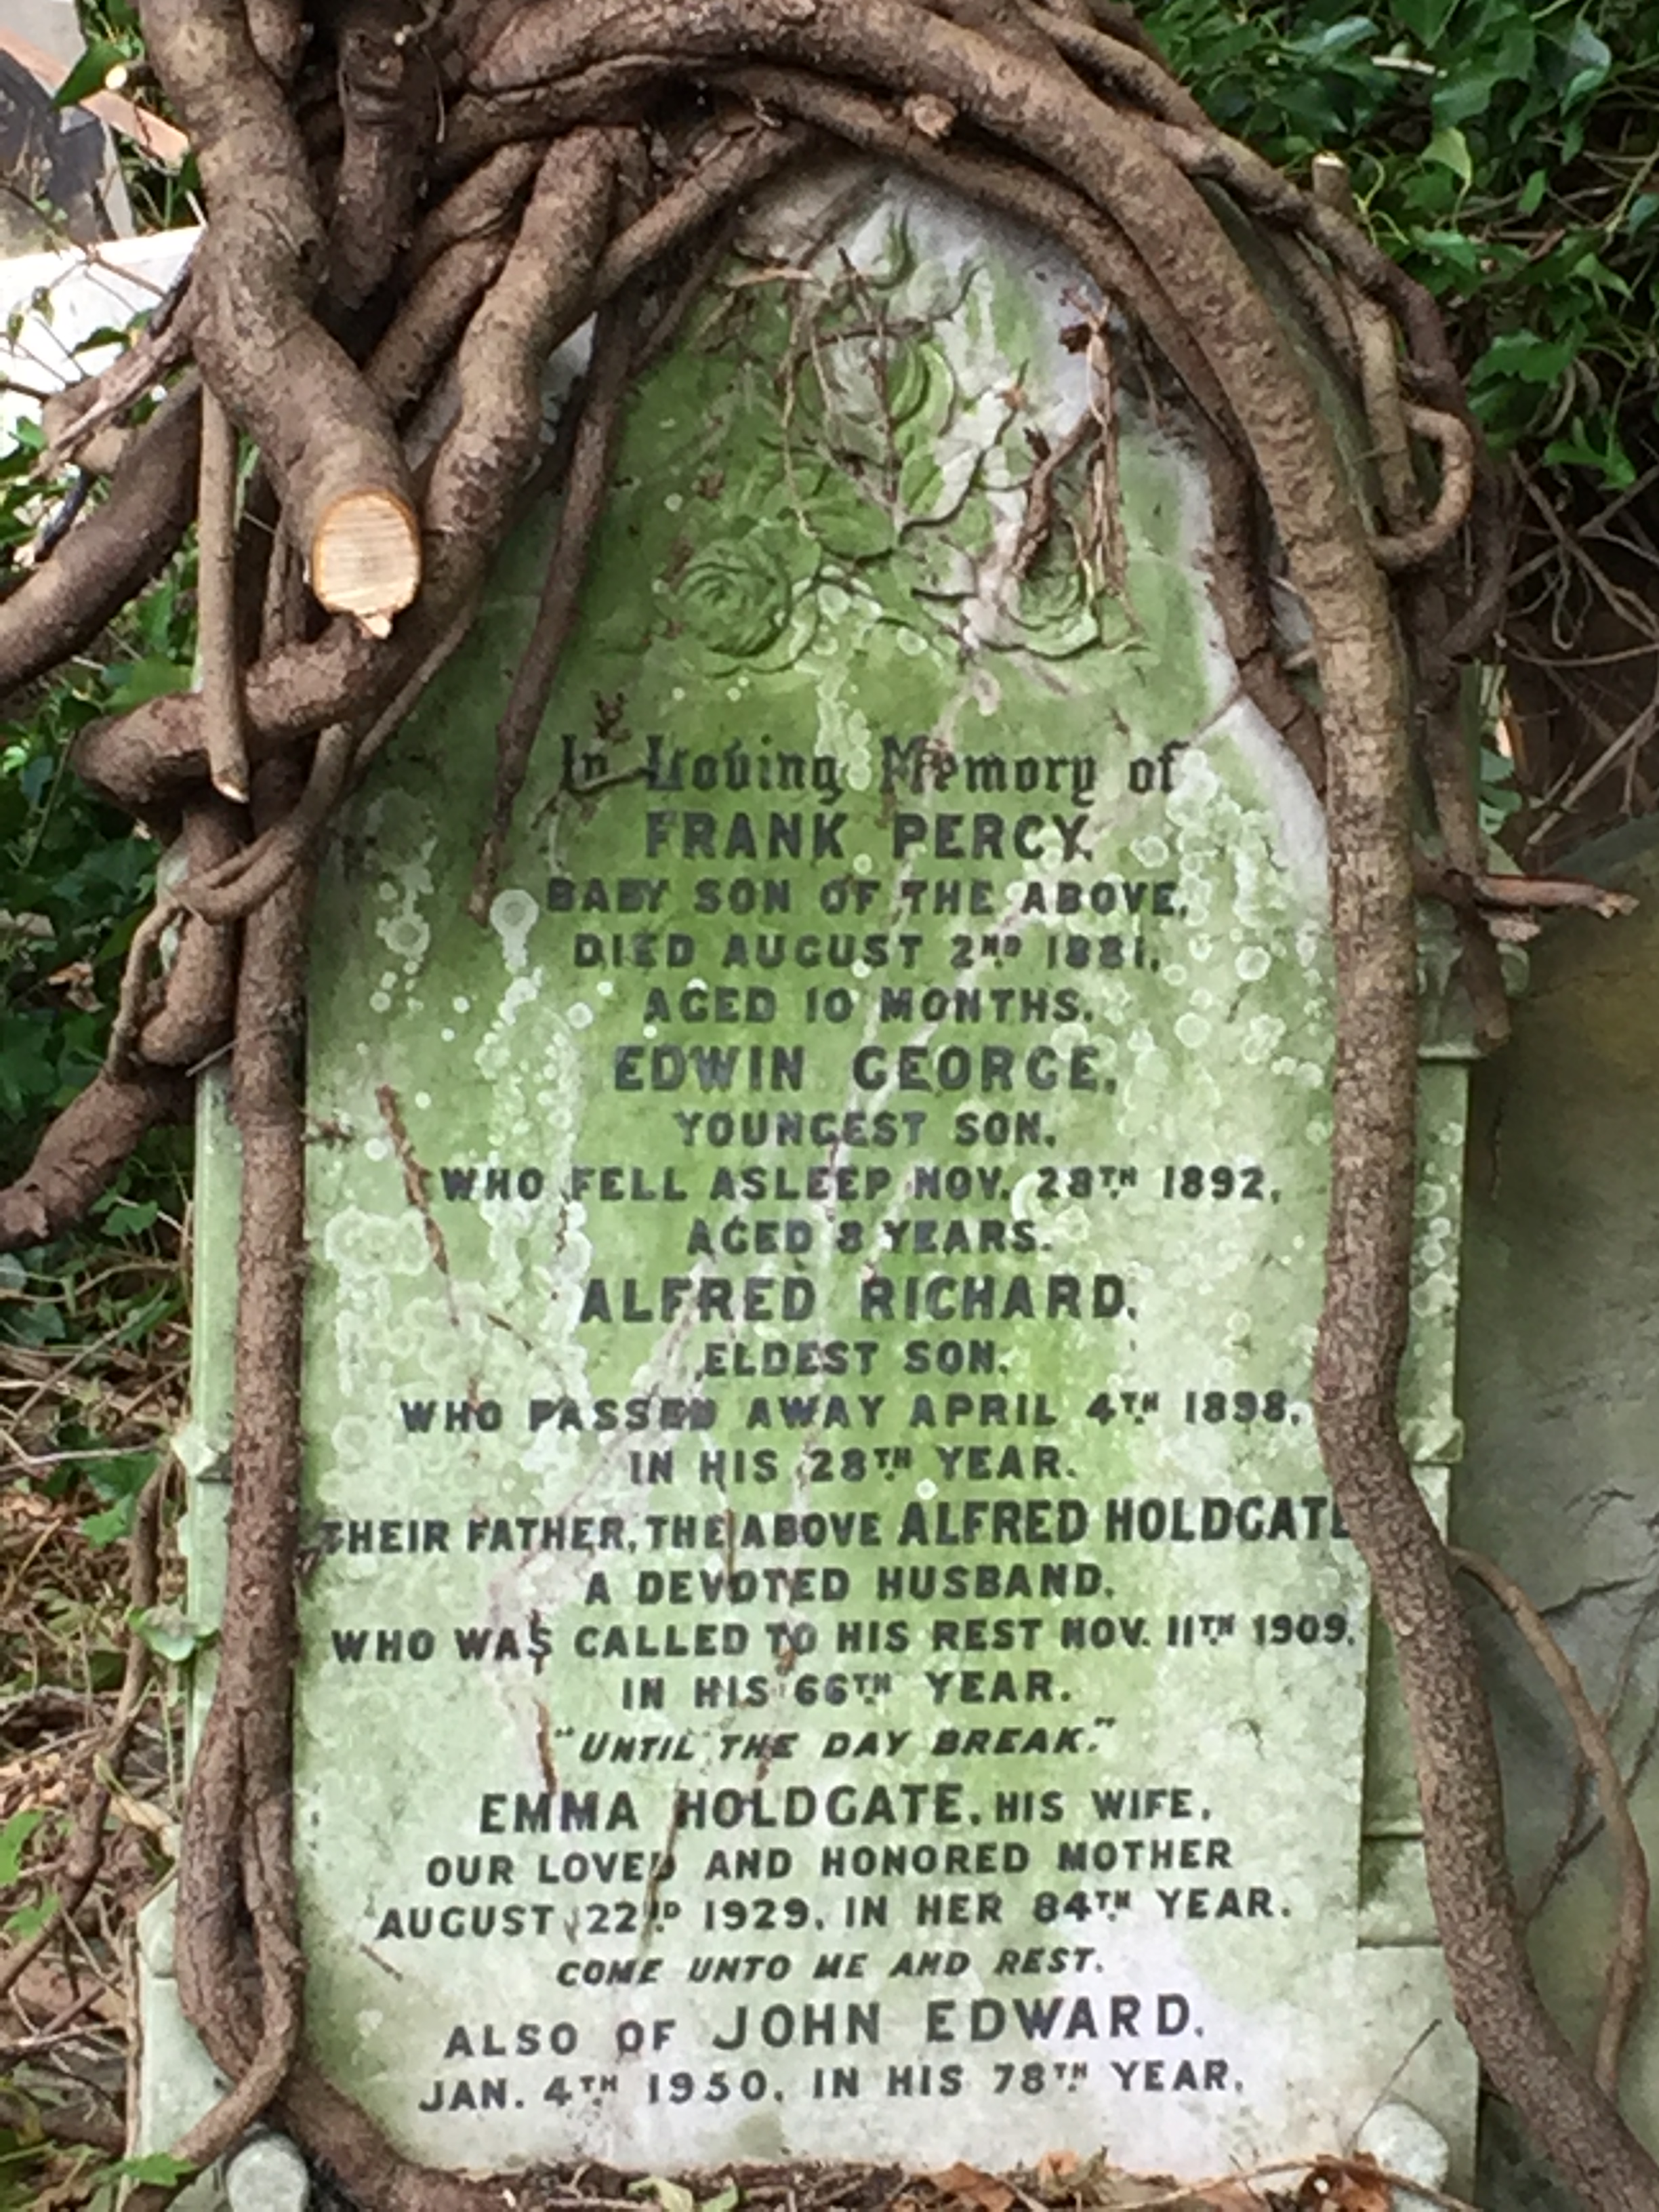 In Loving Memory of
FRANK PERCY,
BABY SON OF THE ABOVE,
DIED AUGUST 2ND 1881,
AGED 10 MONTHS.
EDWIN GEORGE,
YOUNGEST SON,
WHO FELL ASLEEP NOV. 28TH 1892,
AGED 8 YEARS.
ALFRED RICHARD,
ELDEST SON,
WHO PASSED AWAY APRIL 4TH 1898,
IN HIS 28TH YEAR.
THEIR FATHER, THE ABOVE ALFRED HOLDGATE
A DEVOTED HUSBAND,
WHO WAS CALLED TO HIS REST NOV. 11TH 1909,
IN HIS 66TH YEAR.
"UNTIL THE DAY BREAK."
EMMA HOLDGATE, HIS WIFE,
OUR LOVED AND HONORED MOTHER
AUGUST 22ND 1929, IN HER 84TH YEAR.
COME UNTO ME AND REST.
ALSO OF JOHN EDWARD,
JAN. 4TH 1950, IN HIS 78TH YEAR,